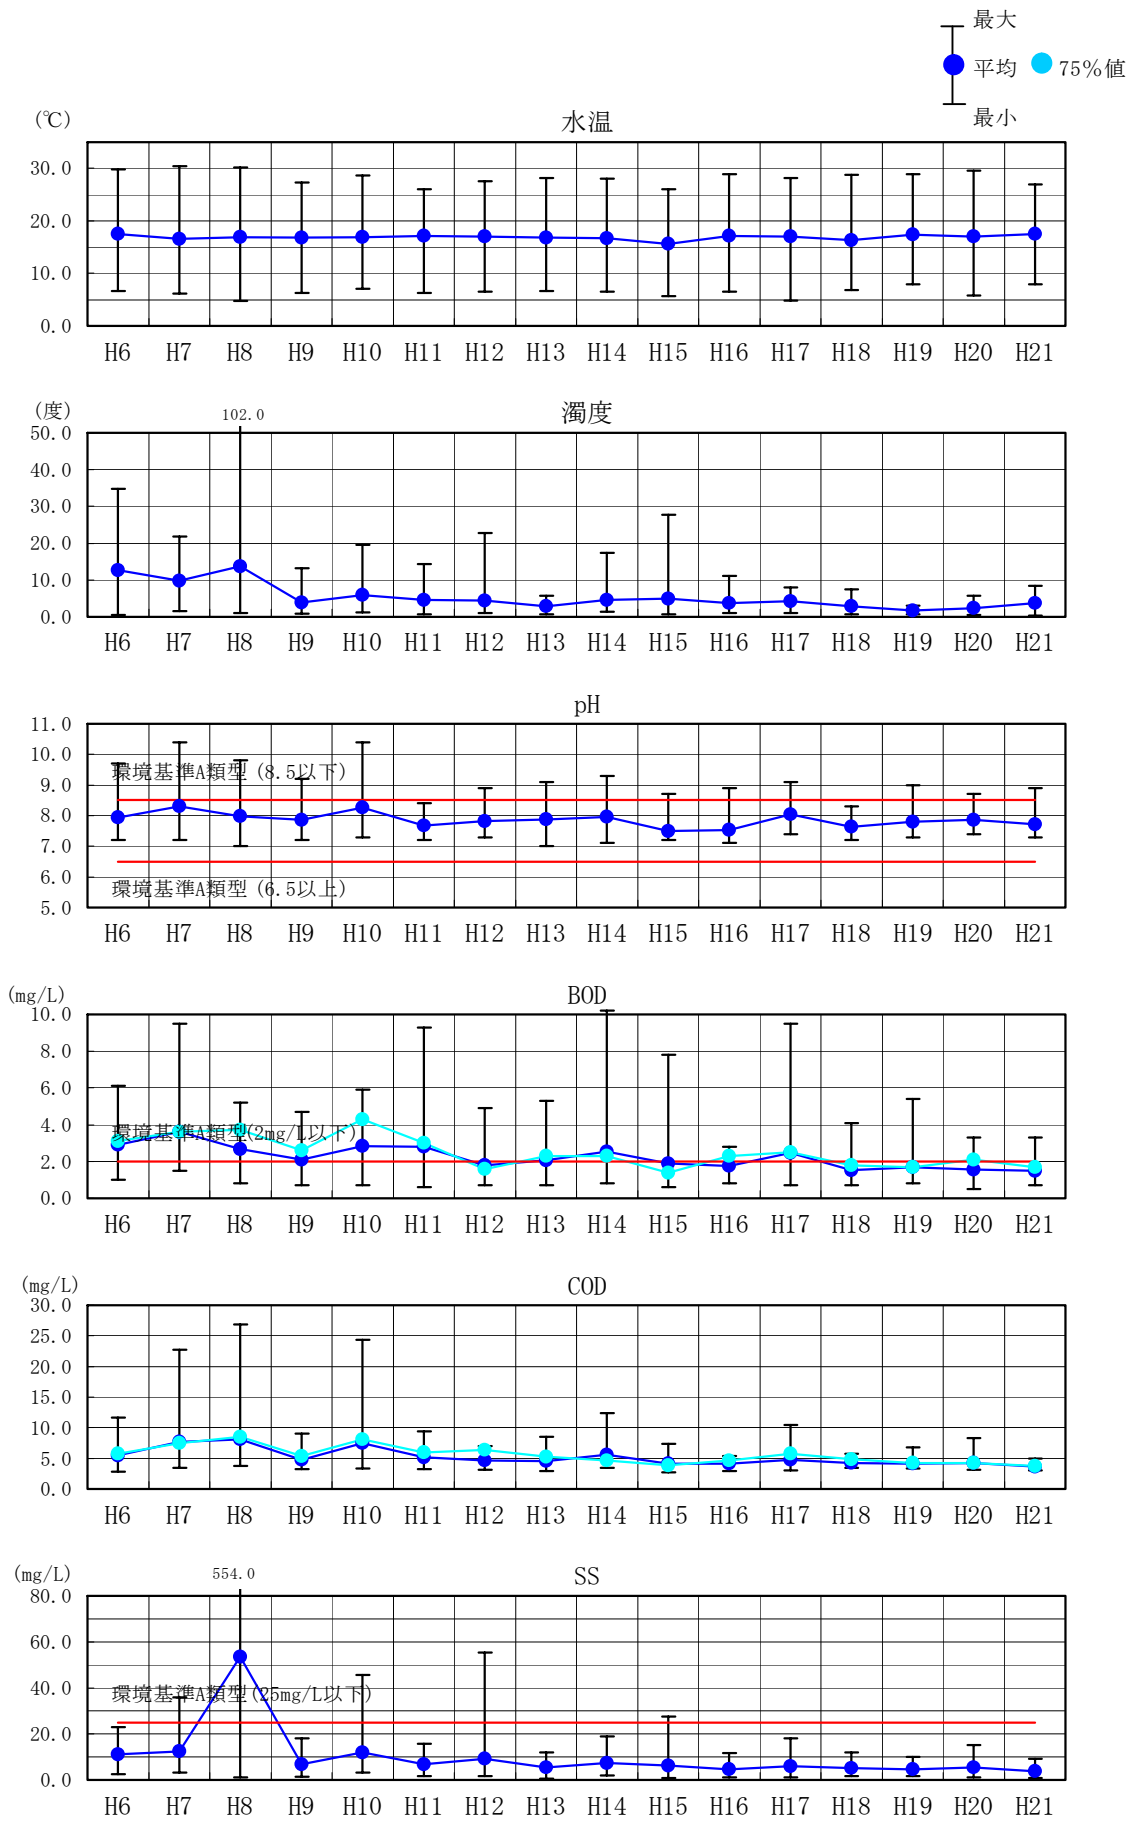 最大
平均 75%値
最小
(℃) 水温
30.0
20.0
10.0
0.0
H6 H7 H8 H9 H10 H11 H12 H13 H14 H15 H16 H17 H18 H19 H20 H21
(度) 102.0 濁度
50.0
40.0
30.0
20.0
10.0
0.0
H6 H7 H8 H9 H10 H11 H12 H13 H14 H15 H16 H17 H18 H19 H20 H21
pH
11.0
10.0
環境基準A類型 (8.5以下)
9.0
8.0
7.0
6.0
環境基準A類型 (6.5以上)
5.0
H6 H7 H8 H9 H10 H11 H12 H13 H14 H15 H16 H17 H18 H19 H20 H21
(mg/L) BOD
10.0
8.0
6.0
4.0
環境基準A類型(2mg/L以下)
2.0
0.0
H6 H7 H8 H9 H10 H11 H12 H13 H14 H15 H16 H17 H18 H19 H20 H21
(mg/L) COD
30.0
25.0
20.0
15.0
10.0
5.0
0.0
H6 H7 H8 H9 H10 H11 H12 H13 H14 H15 H16 H17 H18 H19 H20 H21
(mg/L) 554.0 SS
80.0
60.0
40.0
環境基準A類型(25mg/L以下)
20.0
0.0
H6 H7 H8 H9 H10 H11 H12 H13 H14 H15 H16 H17 H18 H19 H20 H21